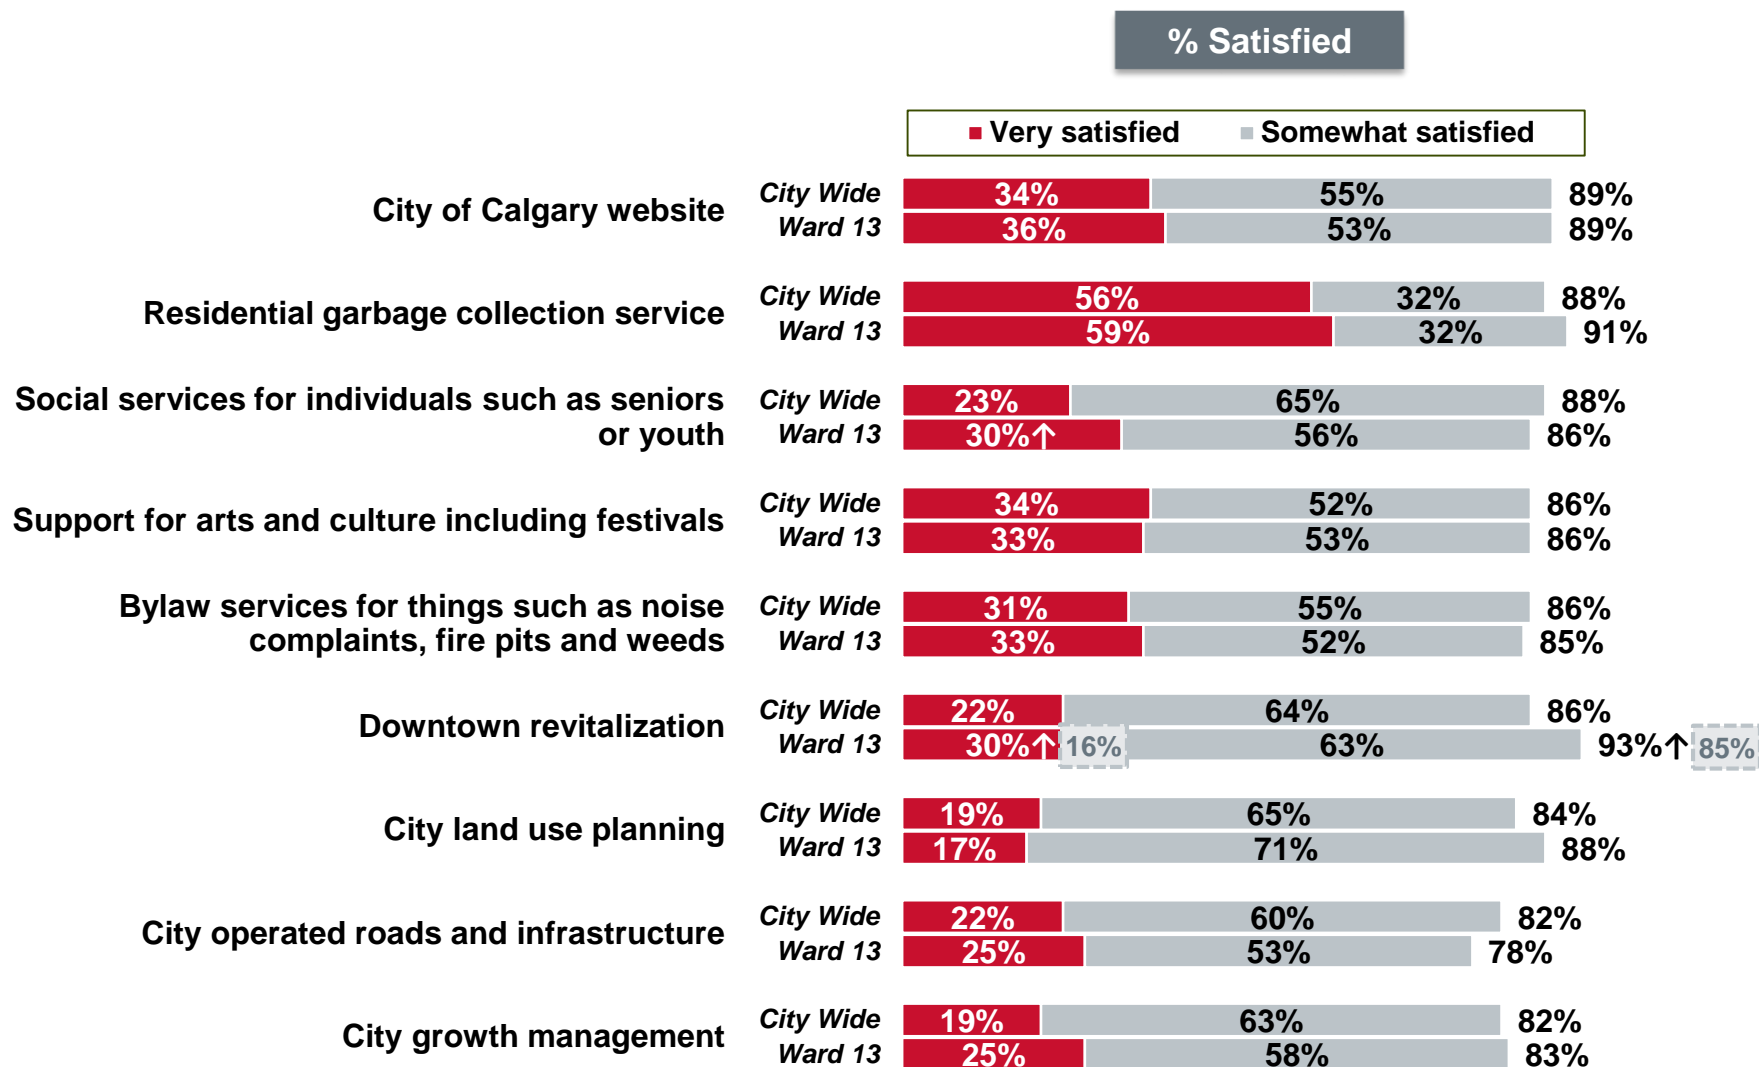 % Satisfied
Very satisfied Somewhat satisfied
City of Calgary website
City Wide 34% 55% 89%
Ward 13 36% 53% 89%
Residential garbage collection service
City Wide 56% 32% 88%
Ward 13 59% 32% 91%
Social services for individuals such as seniors
or youth
City Wide 23% 65% 88%
Ward 13 30%↑ 56% 86%
Support for arts and culture including festivals
City Wide 34% 52% 86%
Ward 13 33% 53% 86%
Bylaw services for things such as noise
complaints, fire pits and weeds
City Wide 31% 55% 86%
Ward 13 33% 52% 85%
Downtown revitalization
City Wide 22% 64% 86%
Ward 13 30%↑ 16% 63% 93%↑ 85%
City land use planning
City Wide 19% 65% 84%
Ward 13 17% 71% 88%
City operated roads and infrastructure
City Wide 22% 60% 82%
Ward 13 25% 53% 78%
City growth management
City Wide 19% 63% 82%
Ward 13 25% 58% 83%